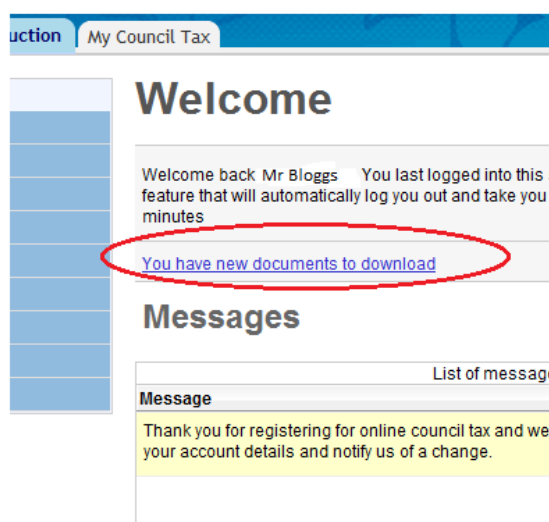 uction My Council Tax
Welcome
Welcome back Mr Bloggs You last logged into this
feature that will automatically log you out and take you
minutes
You have new documents to download
Messages
List of message
Message
Thank you for registering for online council tax and we
your account details and notify us of a change.